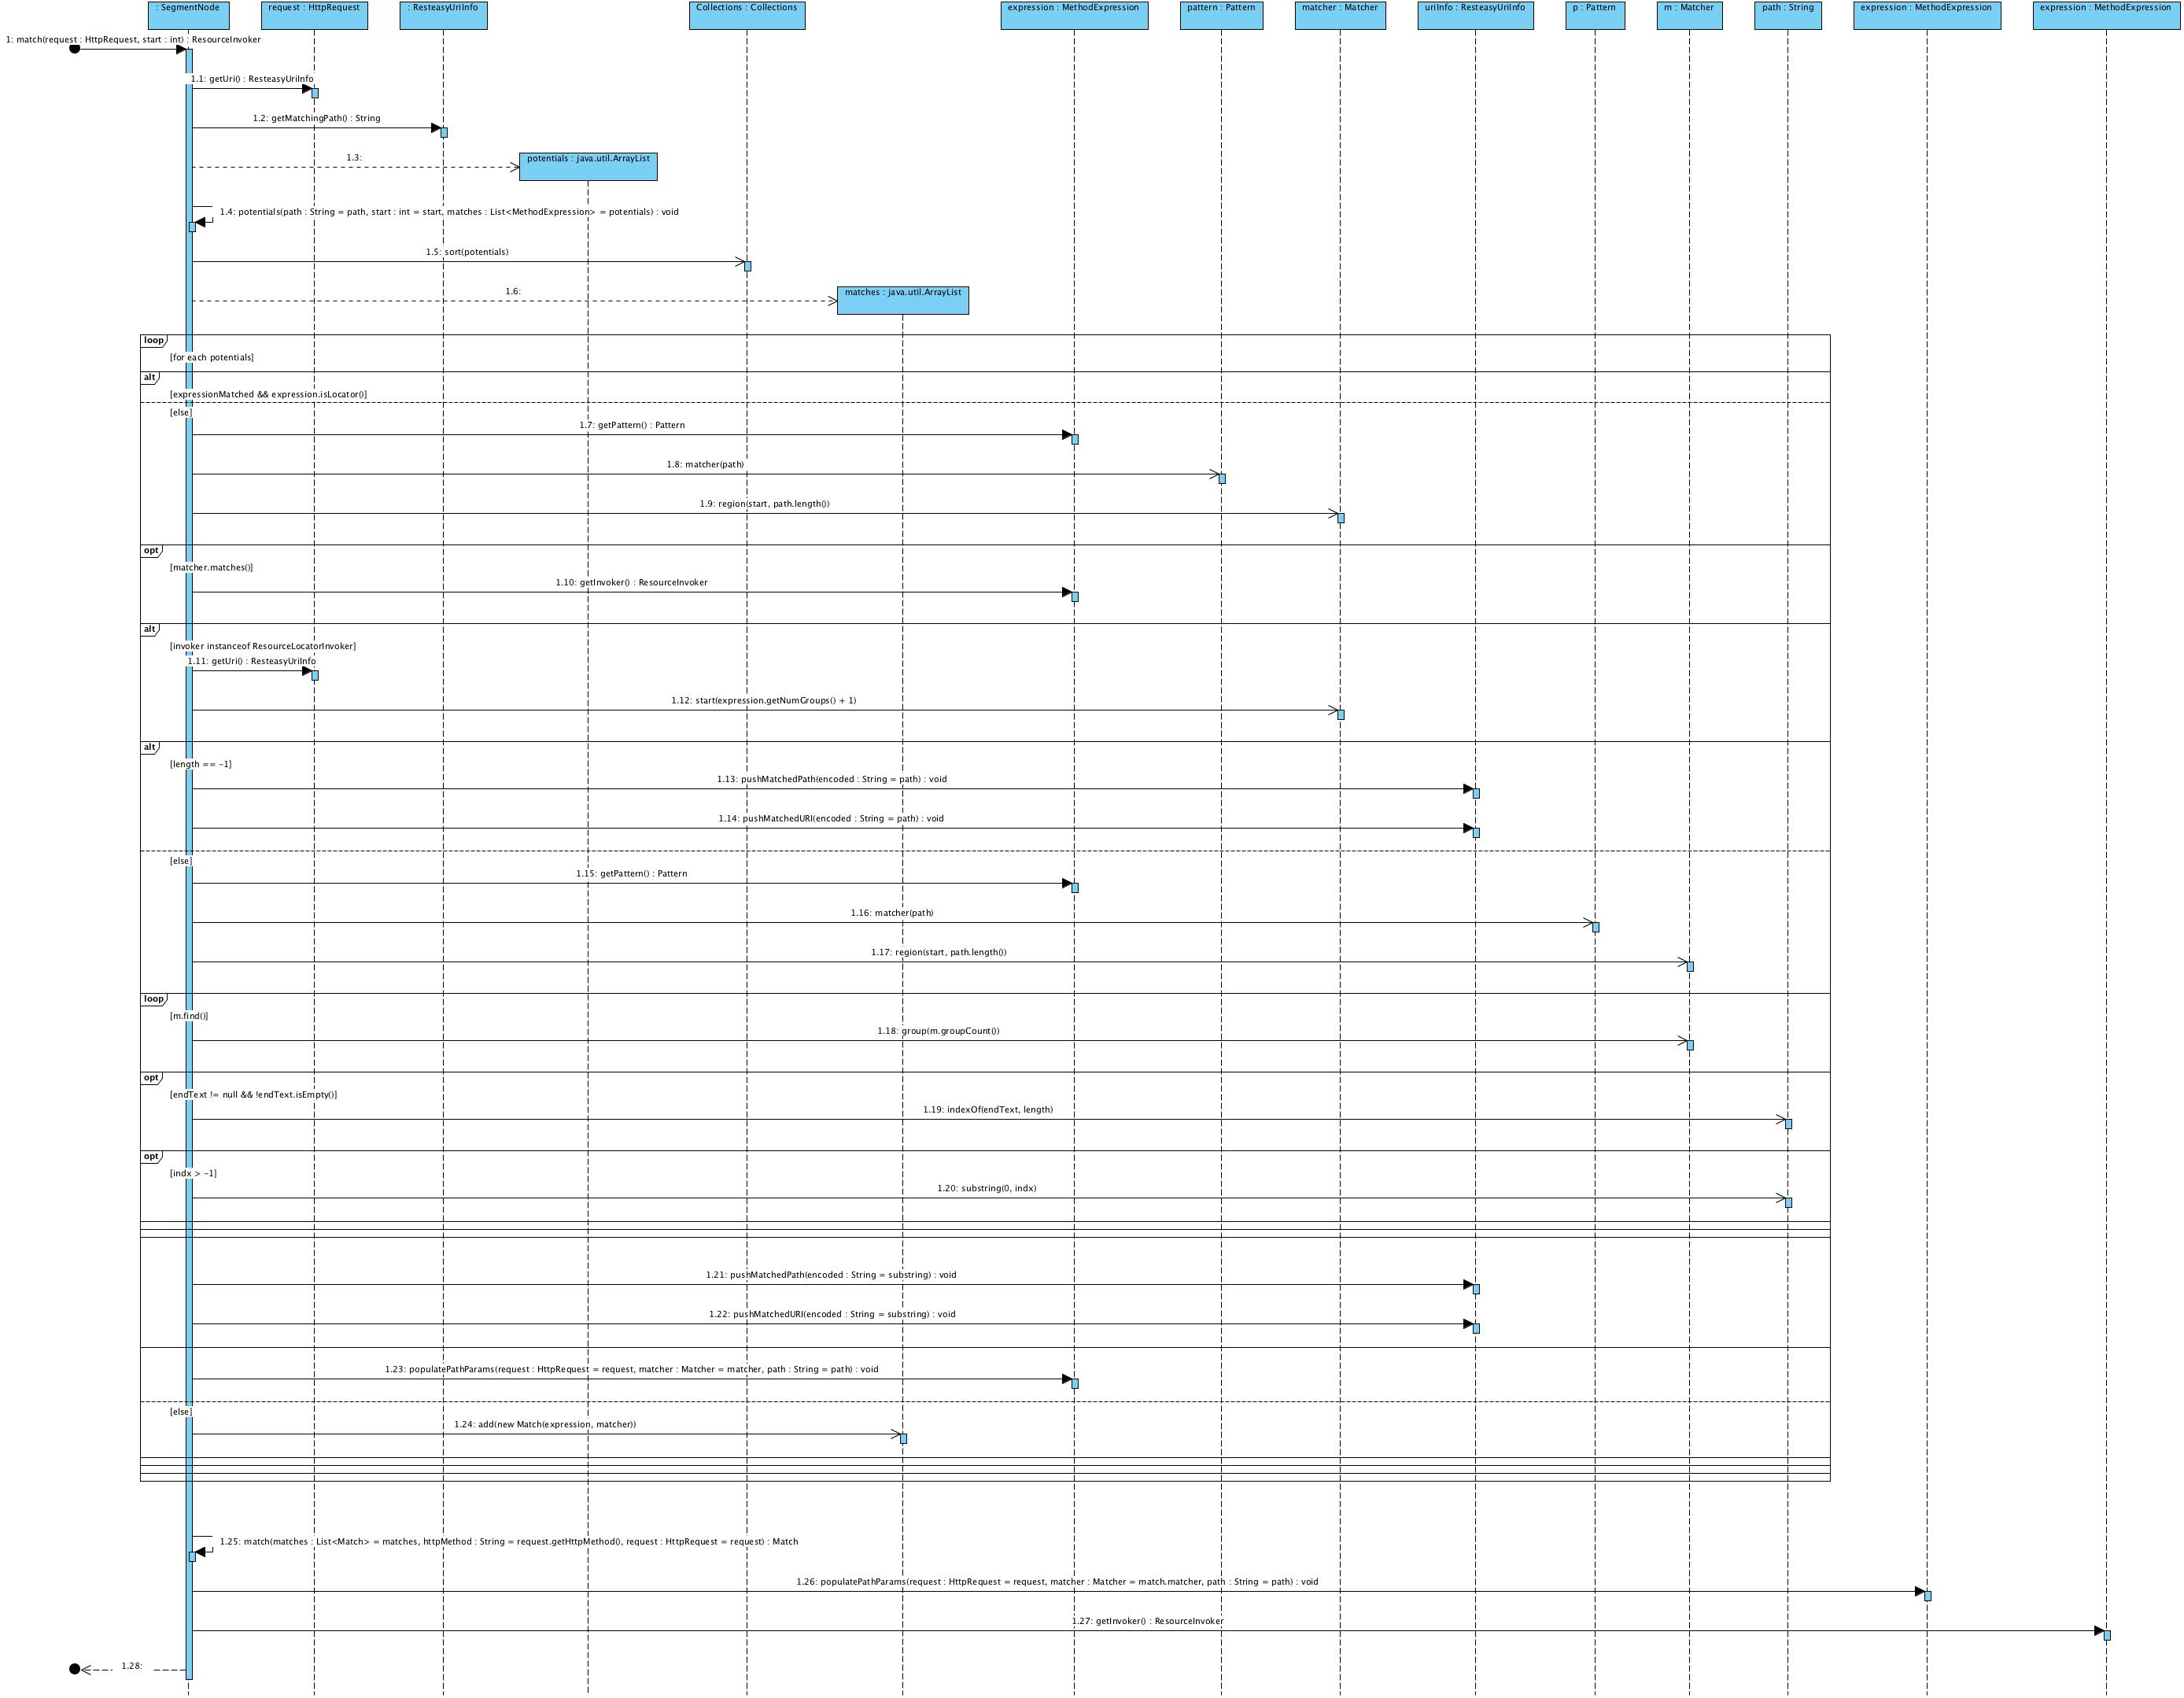 : SegmentNode
request : HttpRequest
: ResteasyUriInfo
Collections : Collections
expression : MethodExpression
pattern : Pattern
matcher : Matcher
uriInfo : ResteasyUriInfo
p : Pattern
m : Matcher
path : String
expression : MethodExpression
expression : MethodExpression
1: match(request : HttpRequest, start : int) : ResourceInvoker
1.1: getUri() : ResteasyUriInfo
1.2: getMatchingPath() : String
1.3:
potentials : java.util.ArrayList
1.4: potentials(path : String = path, start : int = start, matches : List<MethodExpression> = potentials) : void
1.5: sort(potentials)
1.6:
matches : java.util.ArrayList
loop
[for each potentials]
alt
[expressionMatched && expression.isLocator()]
[else]
1.7: getPattern() : Pattern
1.8: matcher(path)
1.9: region(start, path.length())
opt
[matcher.matches()]
1.10: getInvoker() : ResourceInvoker
alt
[invoker instanceof ResourceLocatorInvoker]
1.11: getUri() : ResteasyUriInfo
1.12: start(expression.getNumGroups() + 1)
alt
[length == -1]
1.13: pushMatchedPath(encoded : String = path) : void
1.14: pushMatchedURI(encoded : String = path) : void
[else]
1.15: getPattern() : Pattern
1.16: matcher(path)
1.17: region(start, path.length())
loop
[m.find()]
1.18: group(m.groupCount())
opt
[endText != null && !endText.isEmpty()]
1.19: indexOf(endText, length)
opt
[indx > -1]
1.20: substring(0, indx)
1.21: pushMatchedPath(encoded : String = substring) : void
1.22: pushMatchedURI(encoded : String = substring) : void
1.23: populatePathParams(request : HttpRequest = request, matcher : Matcher = matcher, path : String = path) : void
[else]
1.24: add(new Match(expression, matcher))
1.25: match(matches : List<Match> = matches, httpMethod : String = request.getHttpMethod(), request : HttpRequest = request) : Match
1.26: populatePathParams(request : HttpRequest = request, matcher : Matcher = match.matcher, path : String = path) : void
1.27: getInvoker() : ResourceInvoker
1.28: